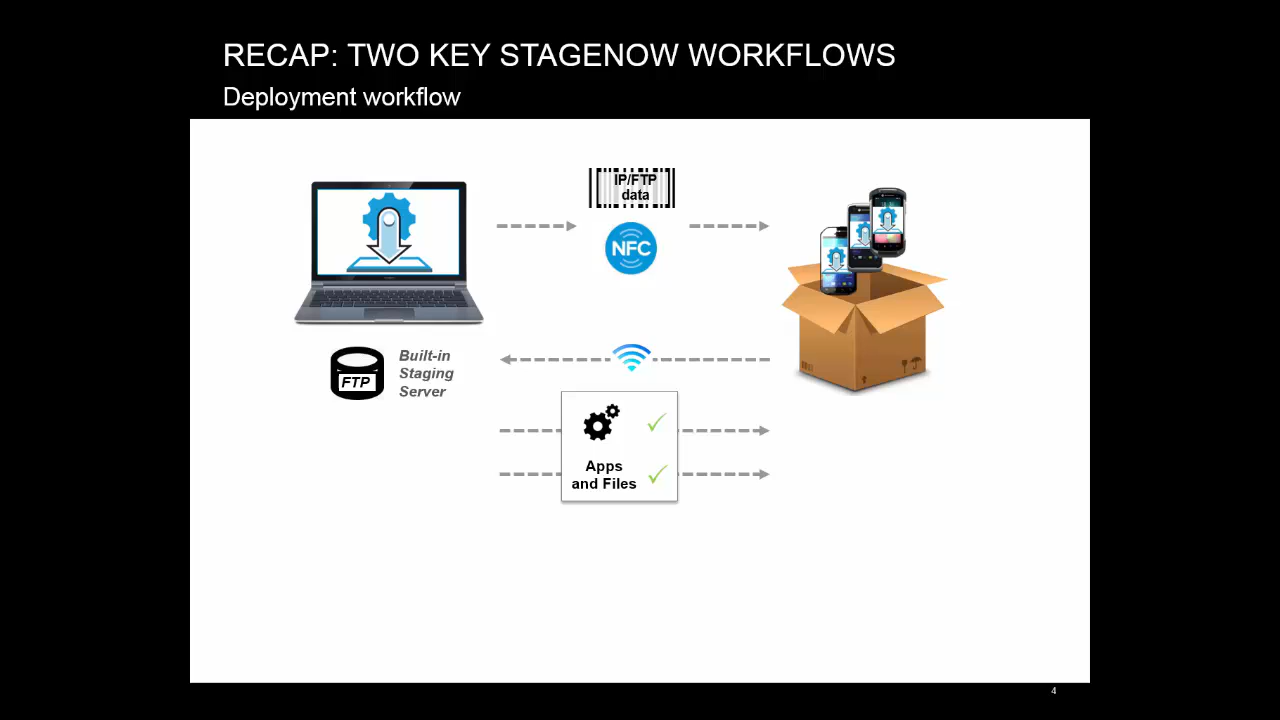 RECAP: TWO KEY STAGENOW WORKFLOWS
Deployment workflow
IP/FTP
data
NFC
FTP
Built-in
Staging
Server
Apps
and Files
4